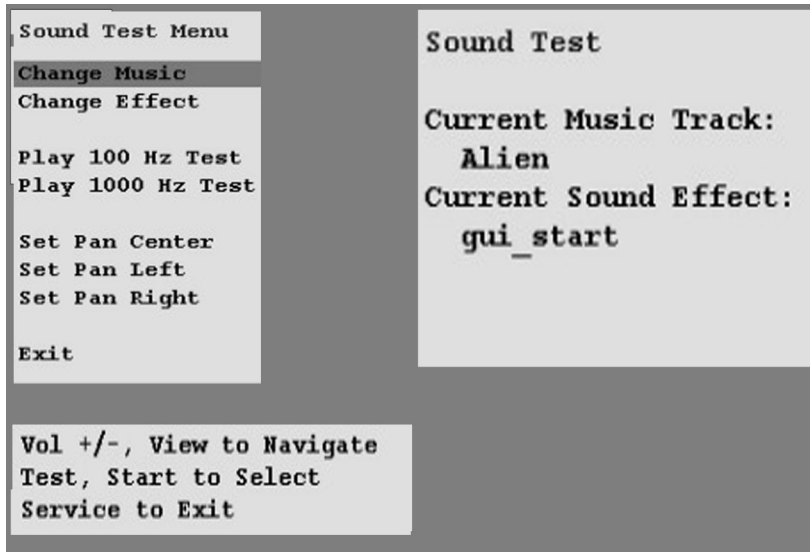 Sound Test Menu
Change Music
Change Effect
Play 100 Hz Test
Play 1000 Hz Test
Set Pan Center
Set Pan Left
Set Pan Right
Exit
Sound Test
Current Music Track:
Alien
Current Sound Effect:
gui_start
Vol +/-, View to Navigate
Test, Start to Select
Service to Exit